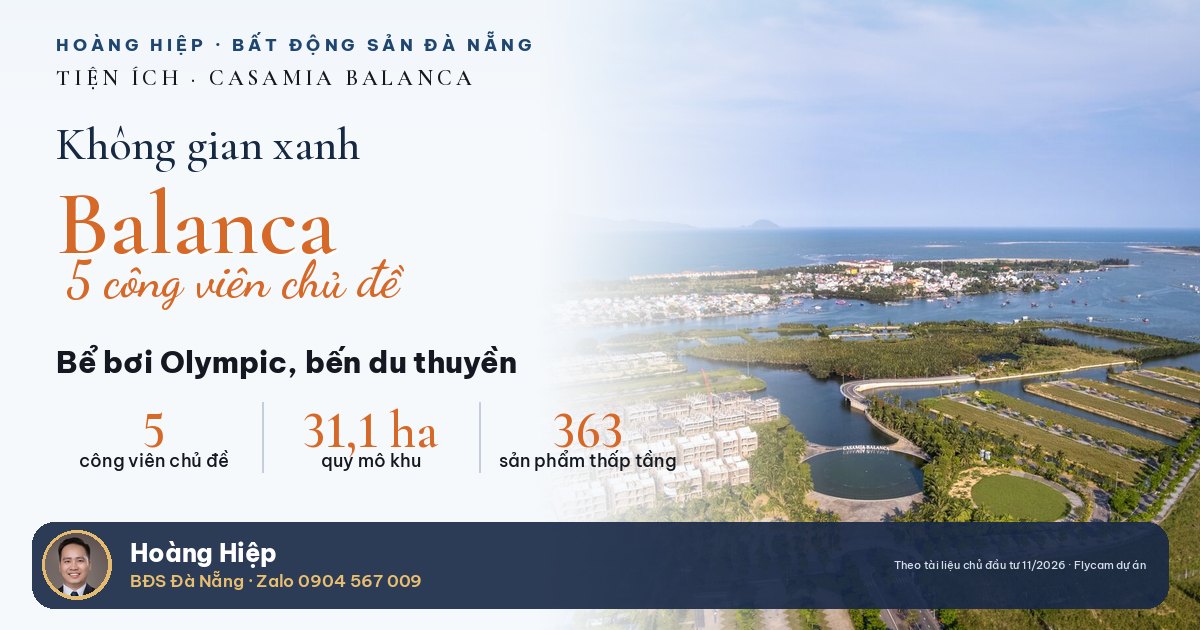 HOÀNG HIỆP · BẤT ĐỘNG SẢN ĐÀ NẴNG
TIỆN ÍCH · CASAMIA BALANCA
Không gian xanh
Balanca
5 công viên chủ đề
Bể bơi Olympic, bến du thuyền
5
công viên chủ đề
31,1 ha
quy mô khu
363
sản phẩm thấp tầng
CASAMIA BALANCA
Hoàng Hiệp
BĐS Đà Nẵng · Zalo 0904 567 009
Theo tài liệu chủ đầu tư 11/2026 · Flycam dự án